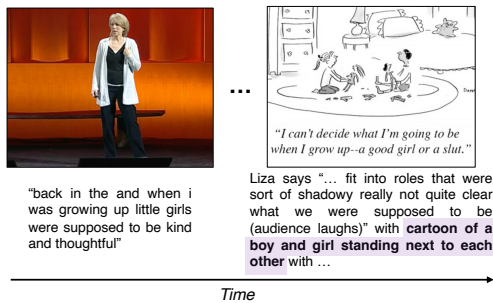 ...
"I can't decide what I'm going to be
when I grow up--a good girl or a slut."
"back in the and when i
was growing up little girls
were supposed to be kind
and thoughtful"
Liza says "... fit into roles that were
sort of shadowy really not quite clear
what we were supposed to be
(audience laughs)" with cartoon of a
boy and girl standing next to each
other with ...
Time